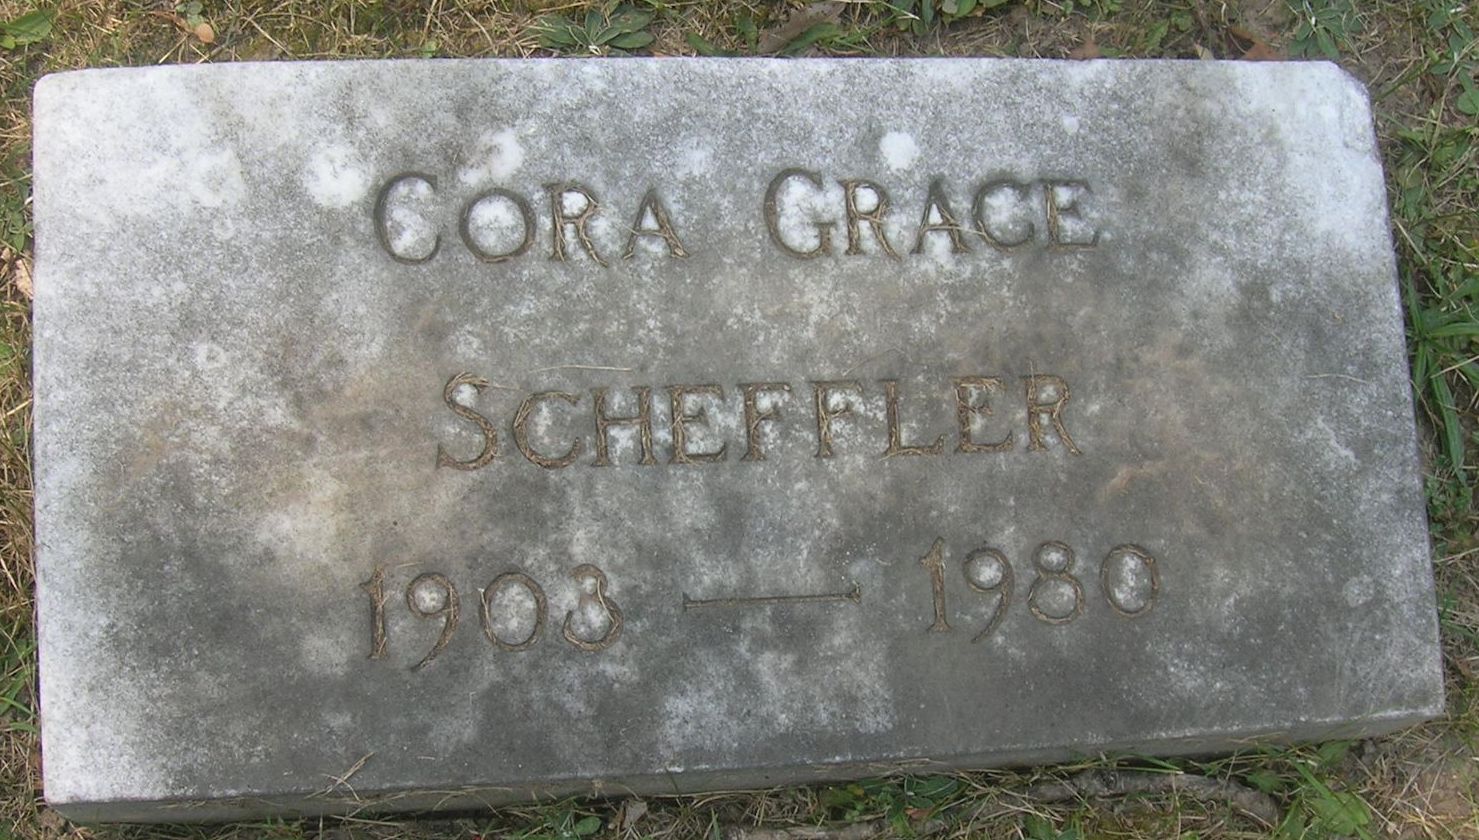 CORA GRACE
SCHEFFLER
1903 — 1980